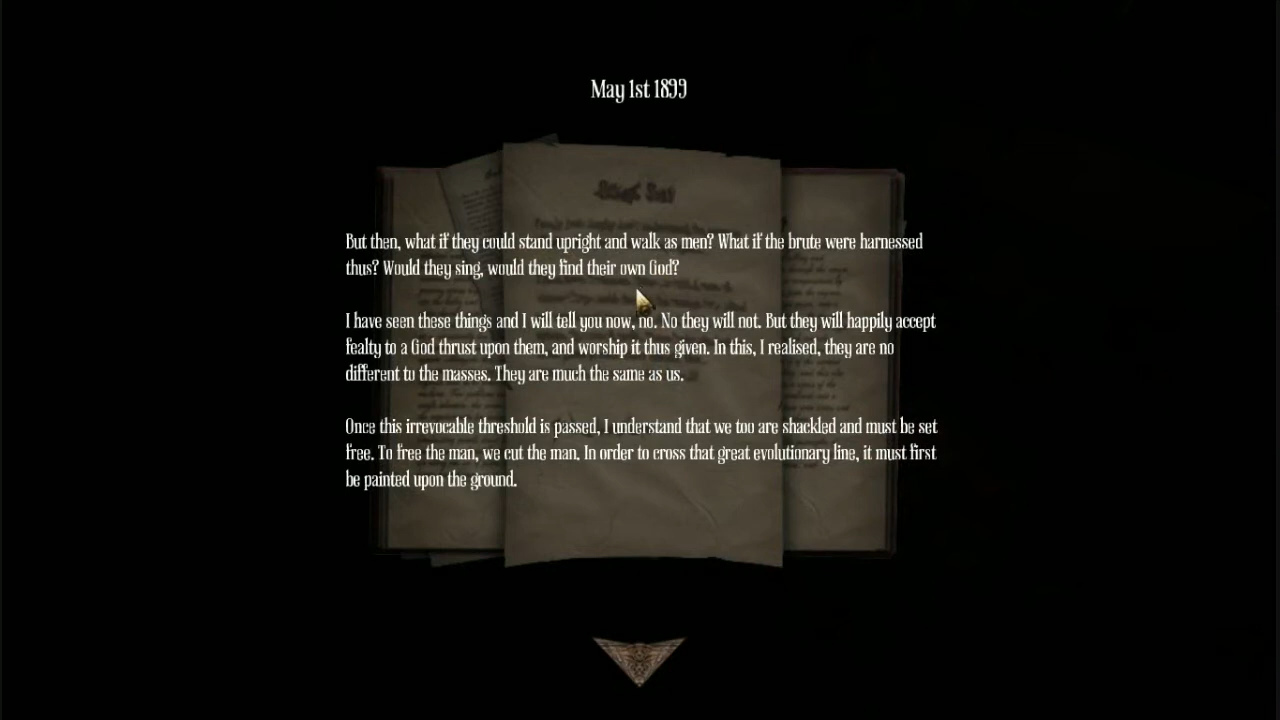 May 1st 1899
But then, what if they could stand upright and walk as men? What if the brute were harnessed
thus? Would they sing, would they find their own God?
I have seen these things and I will tell you now, no. No they will not. But they will happily accept
fealty to a God thrust upon them, and worship it thus given. In this, I realised, they are no
different to the masses. They are much the same as us.
Once this irrevocable threshold is passed, I understand that we too are shackled and must be set
free. To free the man, we cut the man. In order to cross that great evolutionary line, it must first
be painted upon the ground.